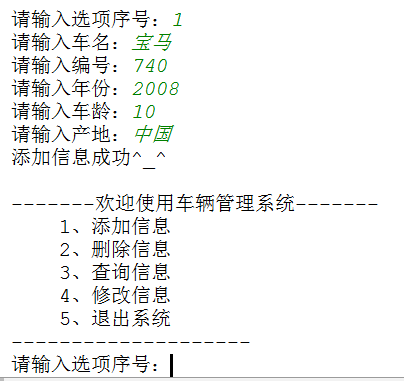 请输入选项序号：1
请输入车名：宝马
请输入编号：740
请输入年份：2008
请输入车龄：10
请输入产地：中国
添加信息成功^_^
-------欢迎使用车辆管理系统-------
1、添加信息
2、删除信息
3、查询信息
4、修改信息
5、退出系统
--------------------
请输入选项序号：